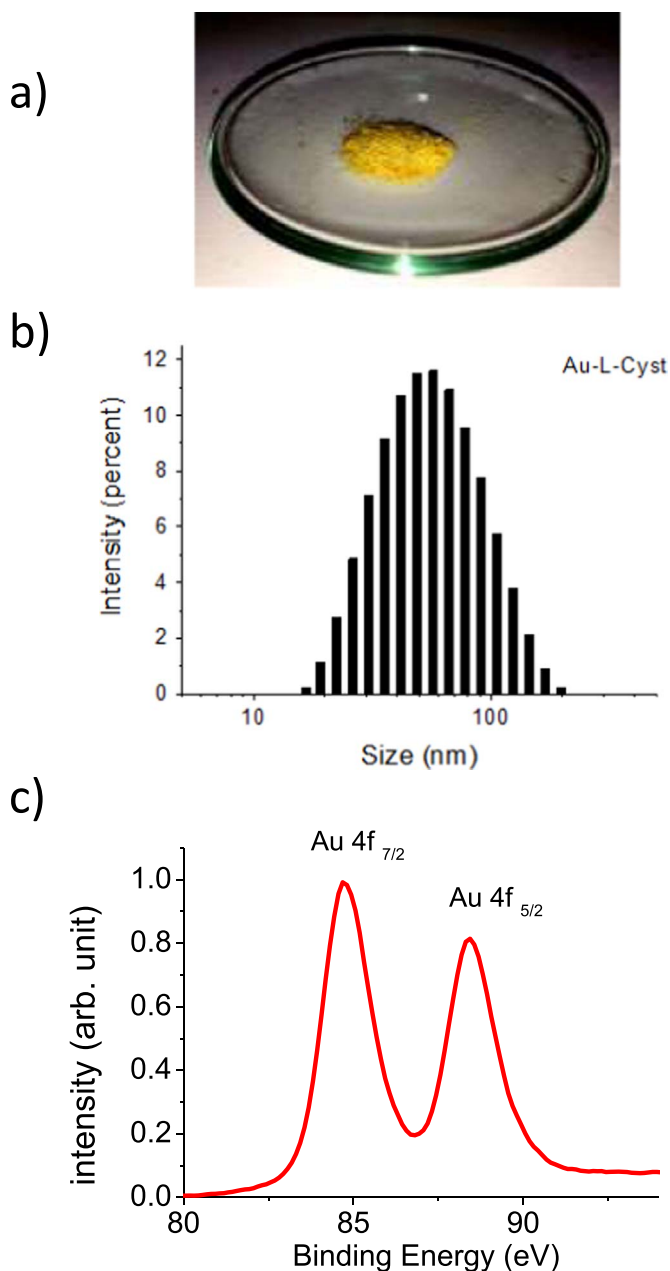 a)
b)
12
10
8
6
4
2
0
Intensity (percent)
Au-L-Cyst
10
100
Size (nm)
c)
Au 4f 7/2
Au 4f 5/2
1.0
0.8
0.6
0.4
0.2
0.0
intensity (arb. unit)
80
85
90
Binding Energy (eV)